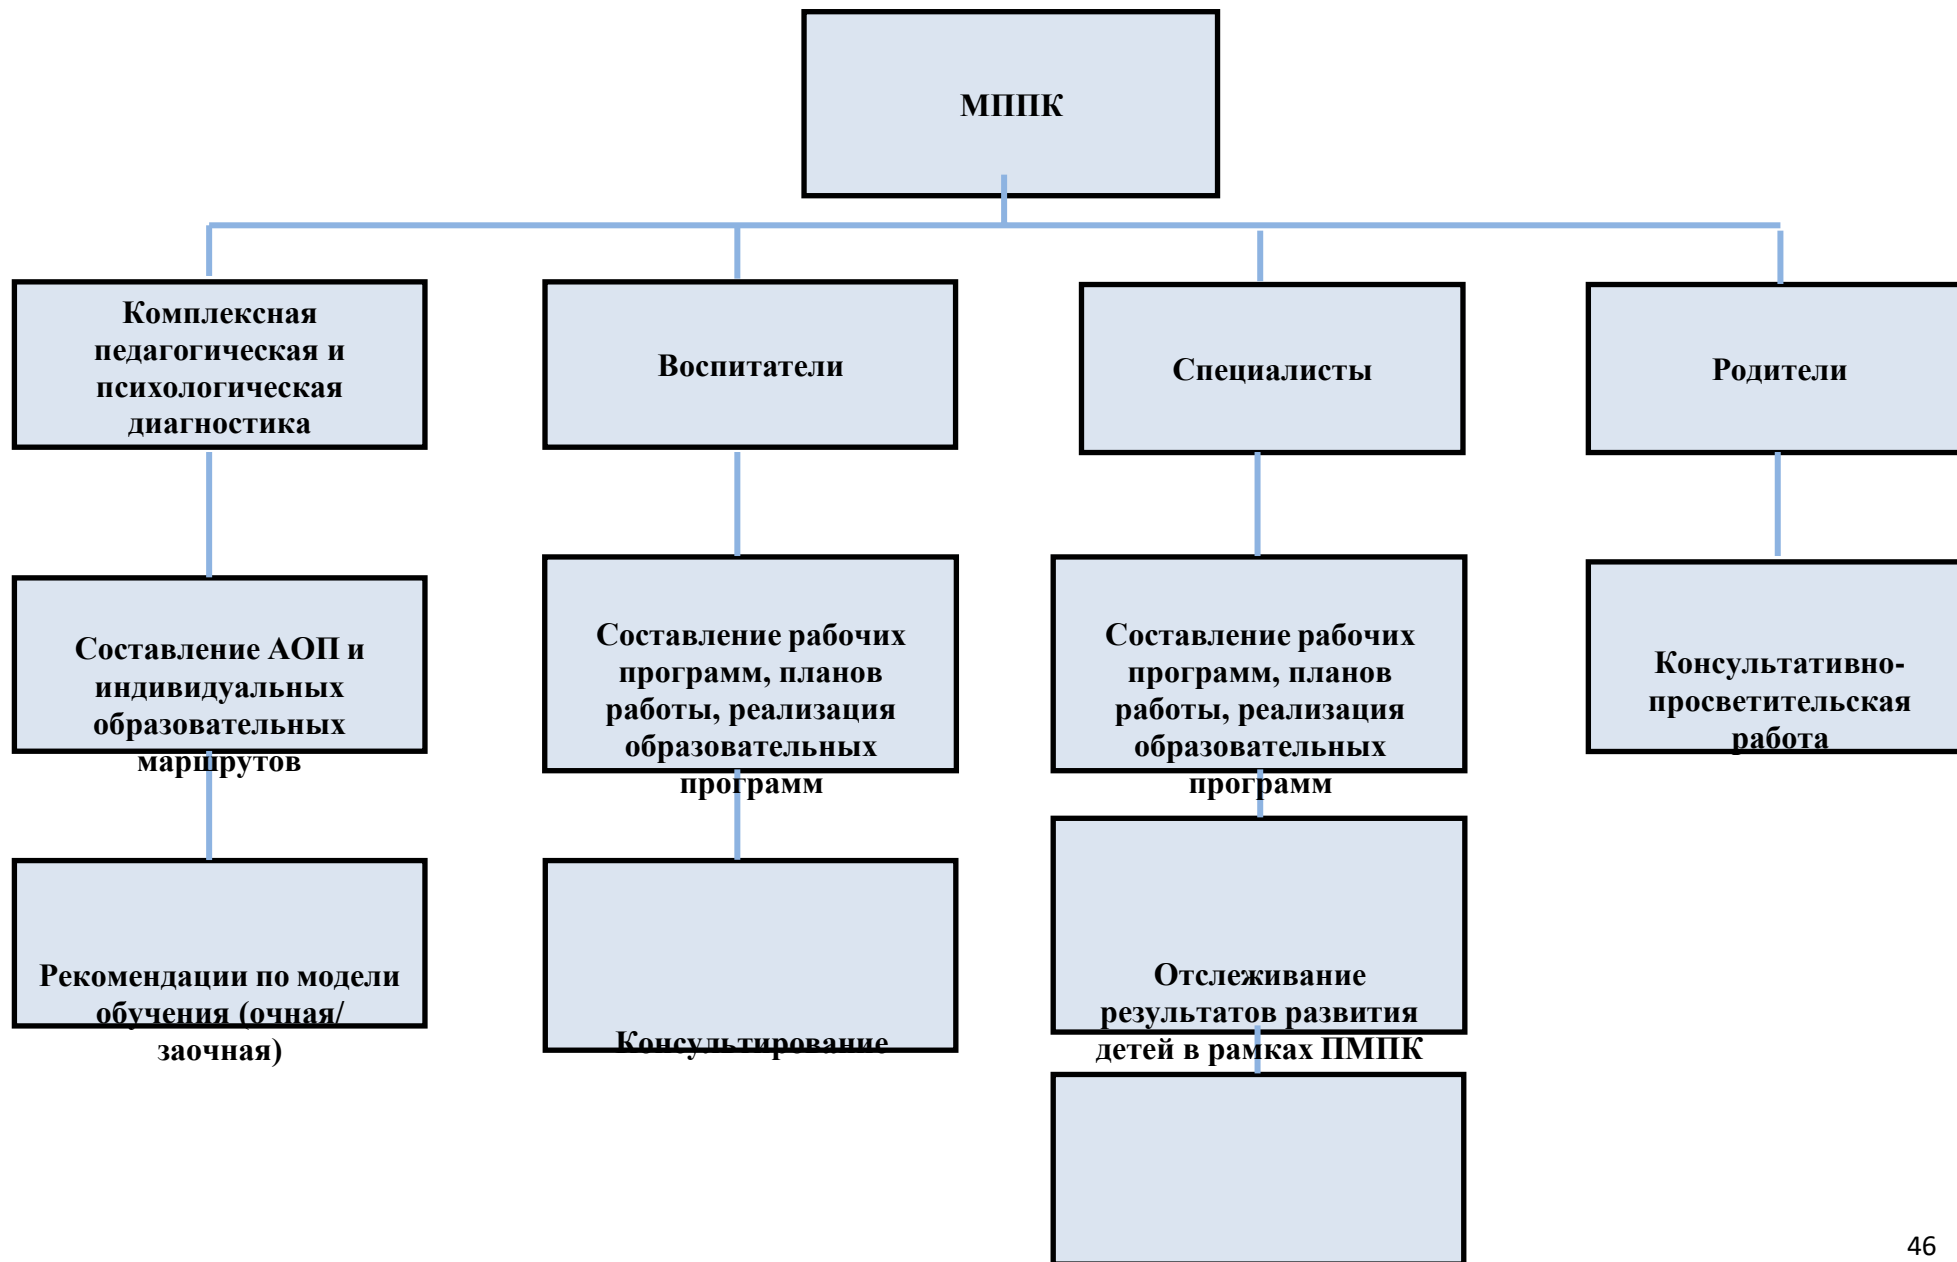 МППК
Комплексная
педагогическая и
психологическая
диагностика
Воспитатели
Специалисты
Родители
Составление АОП и
индивидуальных
образовательных
маршрутов
Составление рабочих
программ, планов
работы, реализация
образовательных
программ
Составление рабочих
программ, планов
работы, реализация
образовательных
программ
Консультативно-
просветительская
работа
Рекомендации по модели
обучения (очная/
заочная)
Консультирование
Отслеживание
результатов развития
детей в рамках ПМПК
46